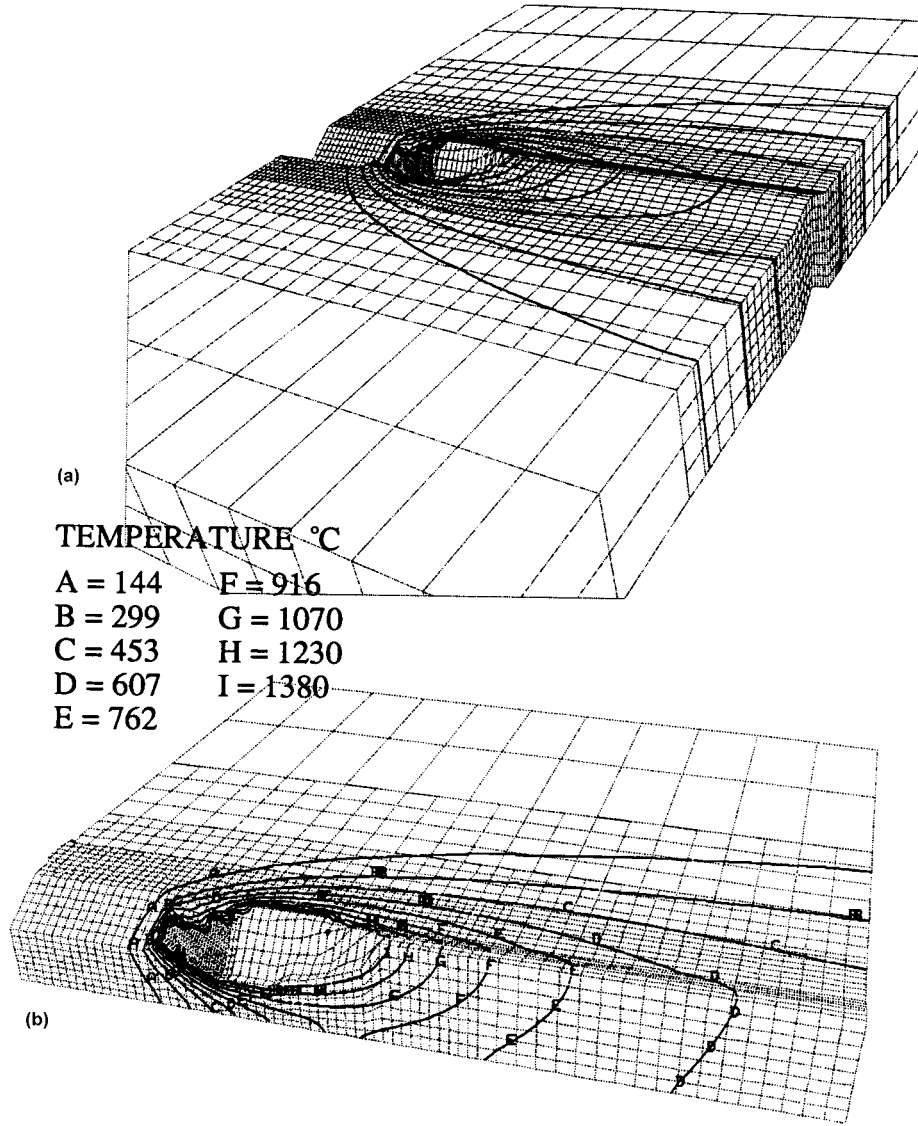 (a)
TEMPERATURE °C
A = 144 F = 916
B = 299 G = 1070
C = 453 H = 1230
D = 607 I = 1380
E = 762
(b)